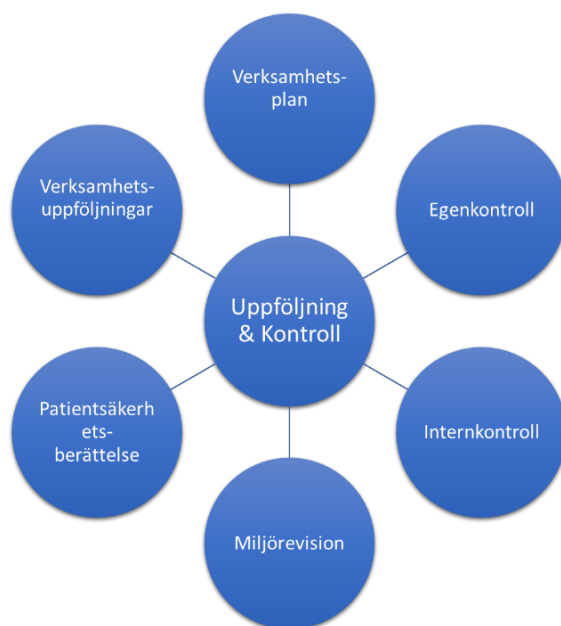 Verksamhets-
plan
Verksamhets-
uppföljningar
Egenkontroll
Uppföljning
& Kontroll
Patientsäkerh
ets-
berättelse
Internkontroll
Miljörevision